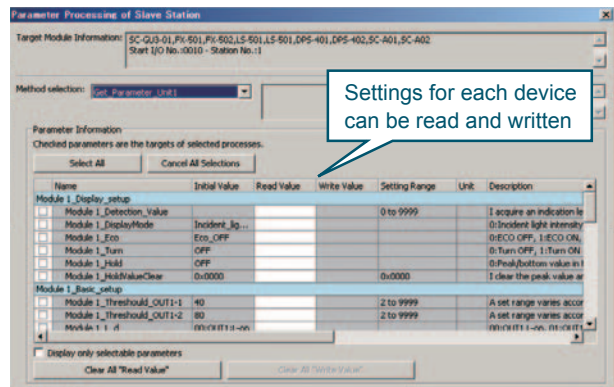 Parameter Processing of Slave Station
Target Module Information: SC-GU3-01,FX-501,FX-502,LS-501,LS-501,DPS-401,DPS-402,SC-A01,SC-A02
Start I/O No.:0010 - Station No.:1
Method selection: Get_Parameter_Unit1
Settings for each device
can be read and written
Parameter Information
Checked parameters are the targets of selected processes.
Select All Cancel All Selections
Name Initial Value Read Value Write Value Setting Range Unit Description
Module 1_Display_setup
Module 1_Detection_Value 0 to 9999 I acquire an indication le
Module 1_DisplayMode Incident_lig... 0:Incident light intensity
Module 1_Eco Eco_OFF 0:ECO OFF, 1:ECO ON,
Module 1_Turn OFF 0:Turn OFF, 1:Turn ON
Module 1_Hold OFF 0:Peak/bottom value in
Module 1_HoldValueClear 0x0000 0x0000 I clear the peak value ar
Module 1_Basic_setup
Module 1_Threshould_OUT1-1 40 2 to 9999 A set range varies accor
Module 1_Threshould_OUT1-2 80 2 to 9999 A set range varies accor
Display only selectable parameters
Clear All "Read Value" Clear All "Write Value"